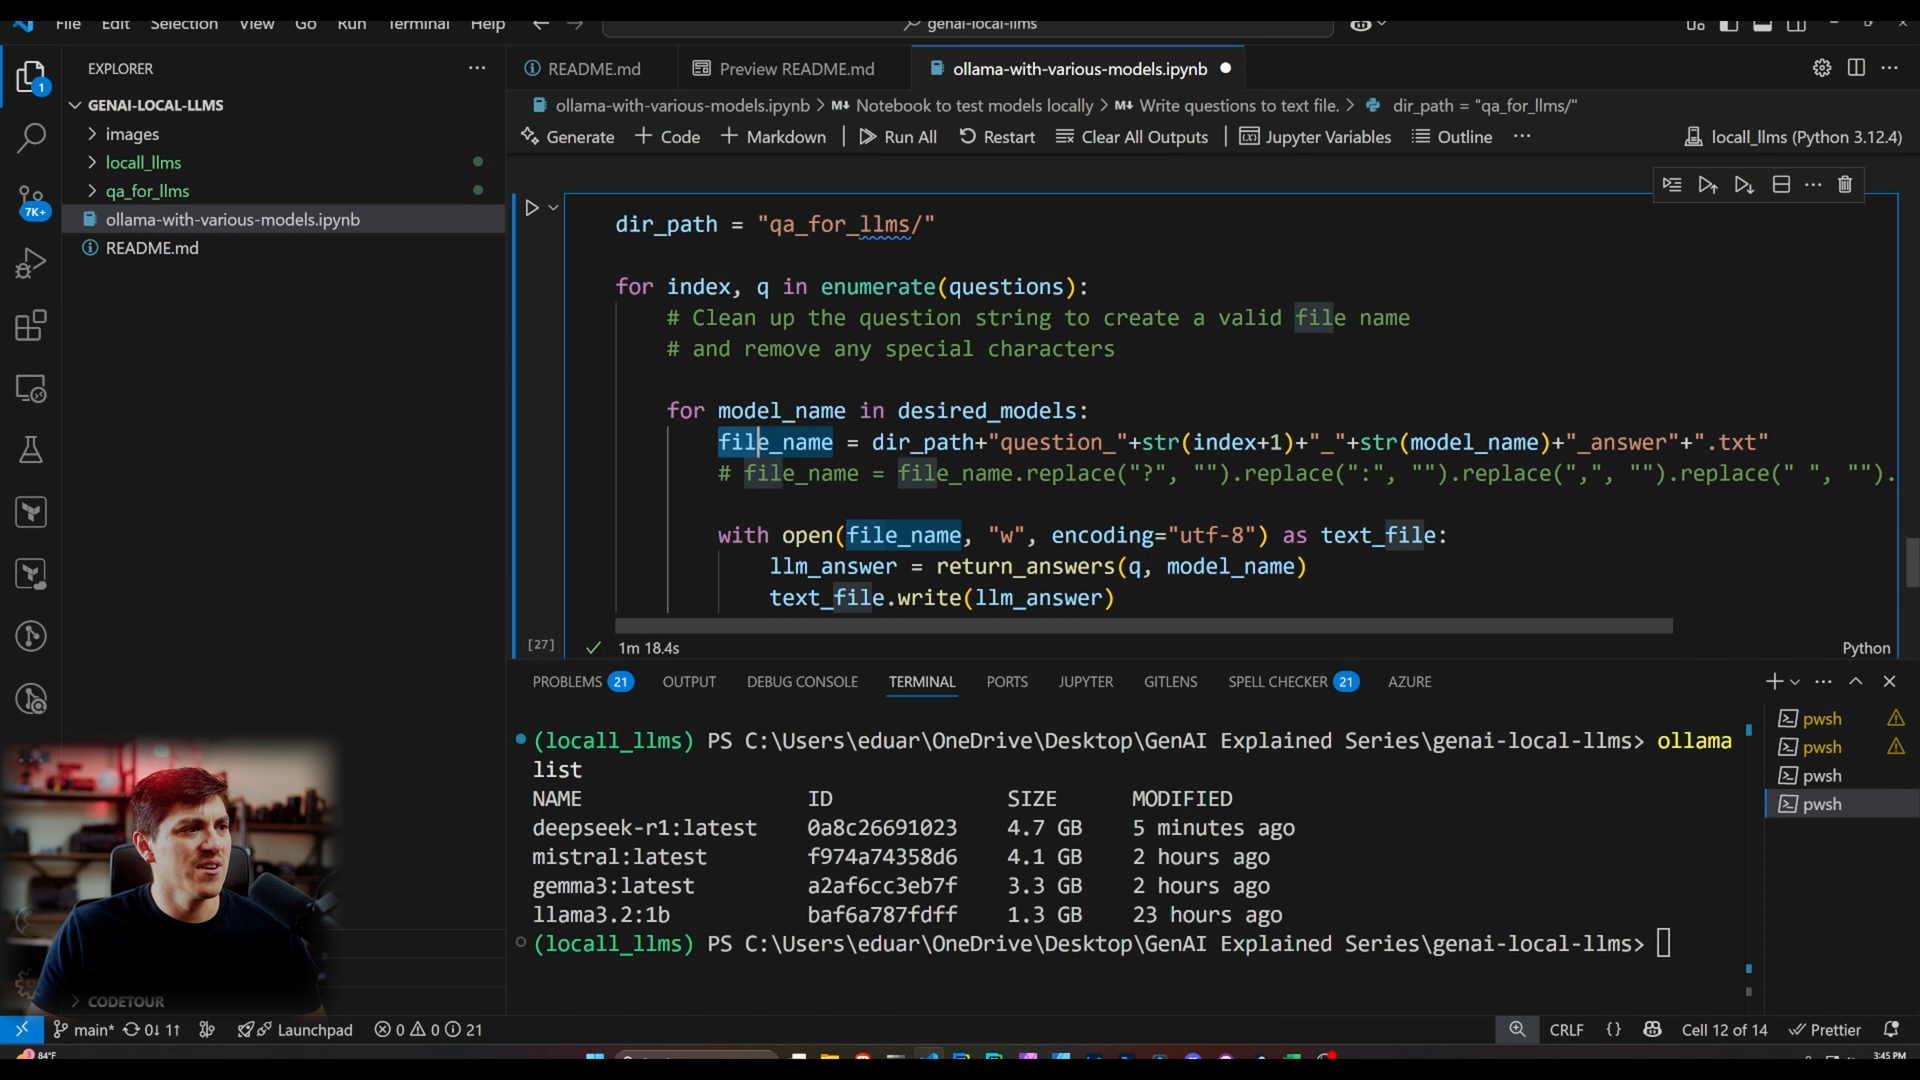 File Edit Selection View Go Run Terminal Help
genai-local-llms
EXPLORER
GENAI-LOCAL-LLMS
images
locall_llms
qa_for_llms
ollama-with-various-models.ipynb
README.md
1
7K+
CODETOUR
README.md
Preview README.md
ollama-with-various-models.ipynb
ollama-with-various-models.ipynb > M↓ Notebook to test models locally > M↓ Write questions to text file. > dir_path = "qa_for_llms/"
Generate + Code + Markdown Run All Restart Clear All Outputs Jupyter Variables Outline ...
locall_llms (Python 3.12.4)
dir_path = "qa_for_llms/"
for index, q in enumerate(questions):
# Clean up the question string to create a valid file name
# and remove any special characters
for model_name in desired_models:
file_name = dir_path+"question_"+str(index+1)+"_"+str(model_name)+"_answer"+".txt"
# file_name = file_name.replace("?", "").replace(":", "").replace(",", "").replace(" ", "").
with open(file_name, "w", encoding="utf-8") as text_file:
llm_answer = return_answers(q, model_name)
text_file.write(llm_answer)
[27] 1m 18.4s
Python
PROBLEMS 21 OUTPUT DEBUG CONSOLE TERMINAL PORTS JUPYTER GITLENS SPELL CHECKER 21 AZURE
(locall_llms) PS C:\Users\eduar\OneDrive\Desktop\GenAI Explained Series\genai-local-llms> ollama
list
NAME ID SIZE MODIFIED
deepseek-r1:latest 0a8c26691023 4.7 GB 5 minutes ago
mistral:latest f974a74358d6 4.1 GB 2 hours ago
gemma3:latest a2af6cc3eb7f 3.3 GB 2 hours ago
llama3.2:1b baf6a787fdff 1.3 GB 23 hours ago
(locall_llms) PS C:\Users\eduar\OneDrive\Desktop\GenAI Explained Series\genai-local-llms>
pwsh
pwsh
pwsh
pwsh
main* 0↓ 1↑ Launchpad 0 0 21
CRLF {} Cell 12 of 14 Prettier
84°F
3:45 PM